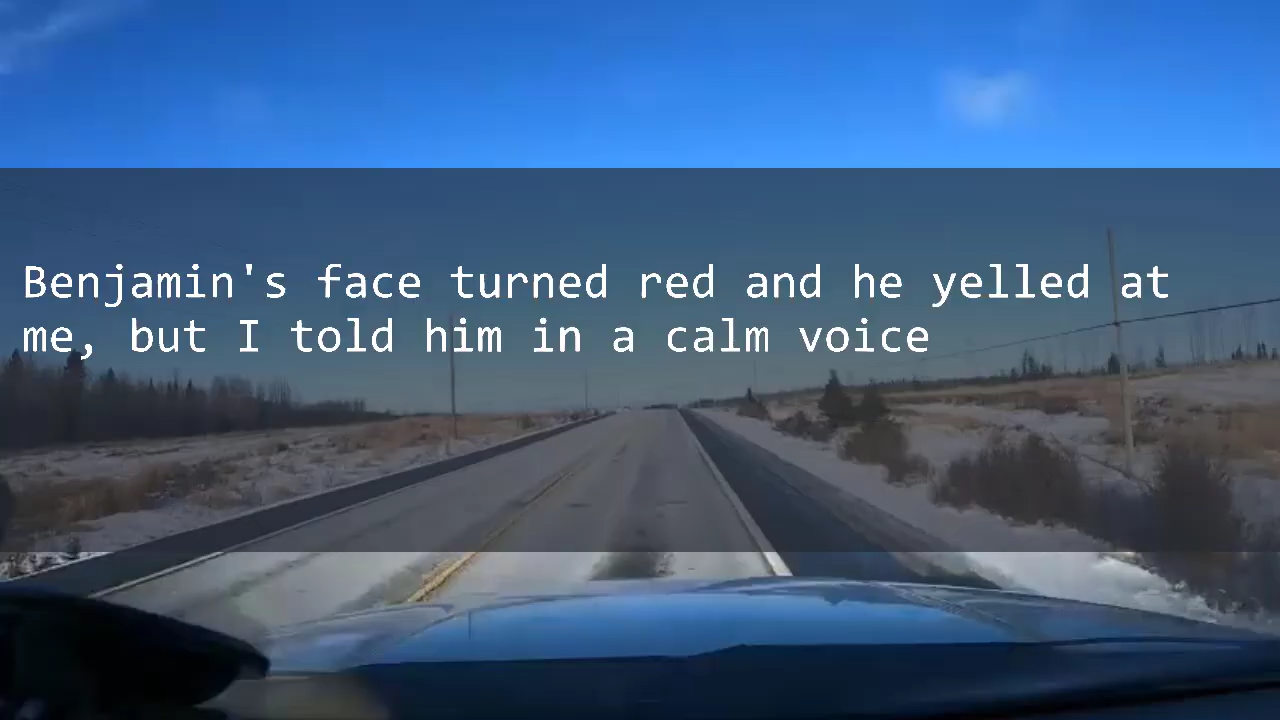 Benjamin's face turned red and he yelled at
me, but I told him in a calm voice